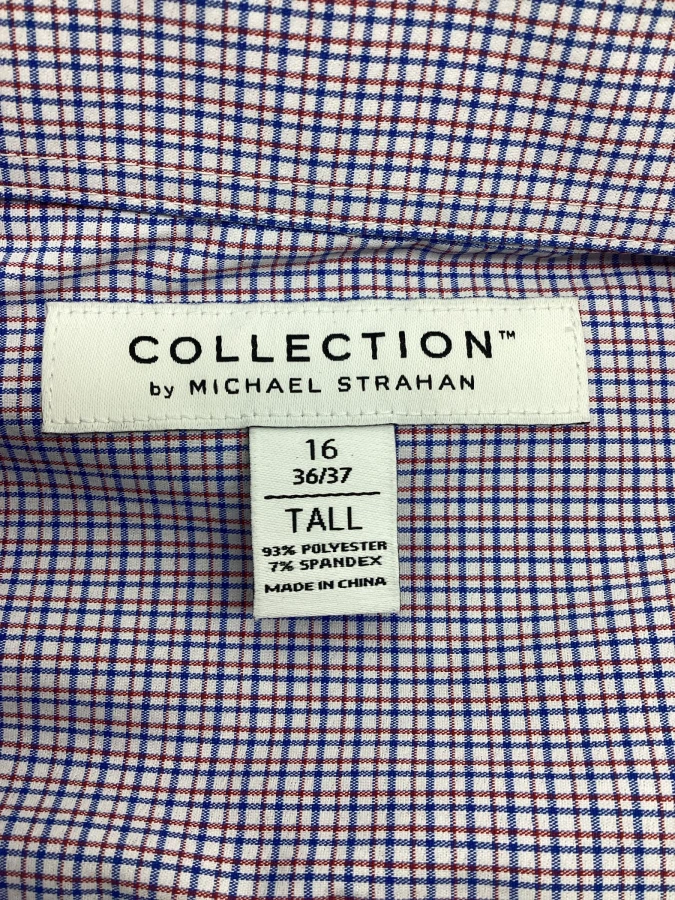 COLLECTION™
by MICHAEL STRAHAN
16
36/37
TALL
93% POLYESTER
7% SPANDEX
MADE IN CHINA